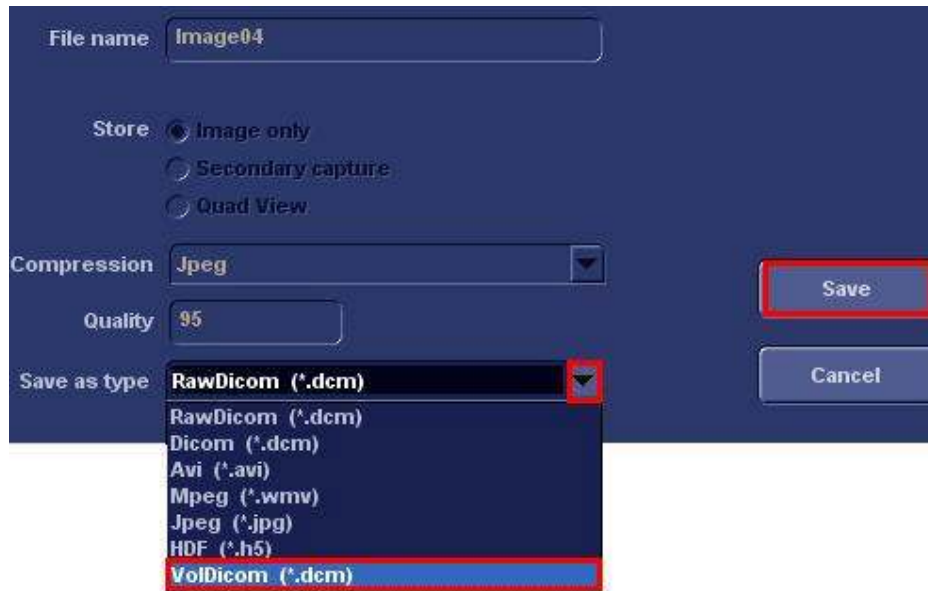 File name Image04
Store Image only
Secondary capture
Quad View
Compression Jpeg
Save
Quality 95
Save as type RawDicom (*.dcm)
Cancel
RawDicom (*.dcm)
Dicom (*.dcm)
Avi (*.avi)
Mpeg (*.wmv)
Jpeg (*.jpg)
HDF (*.h5)
VolDicom (*.dcm)